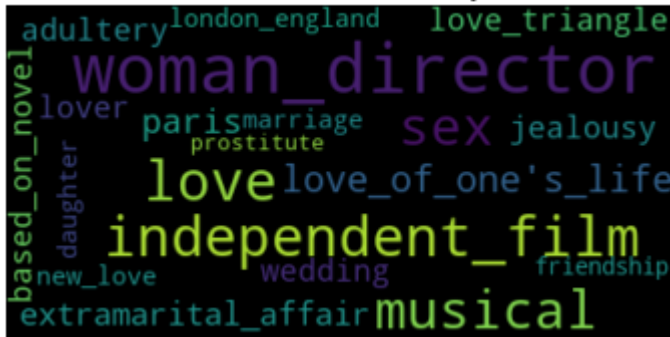 adultery
london_england
love_triangle
woman_director
based_on_novel
lover
paris
marriage
sex
jealousy
prostitute
daughter
love
love_of_one's_life
independent_film
new_love
wedding
friendship
extramarital_affair
musical